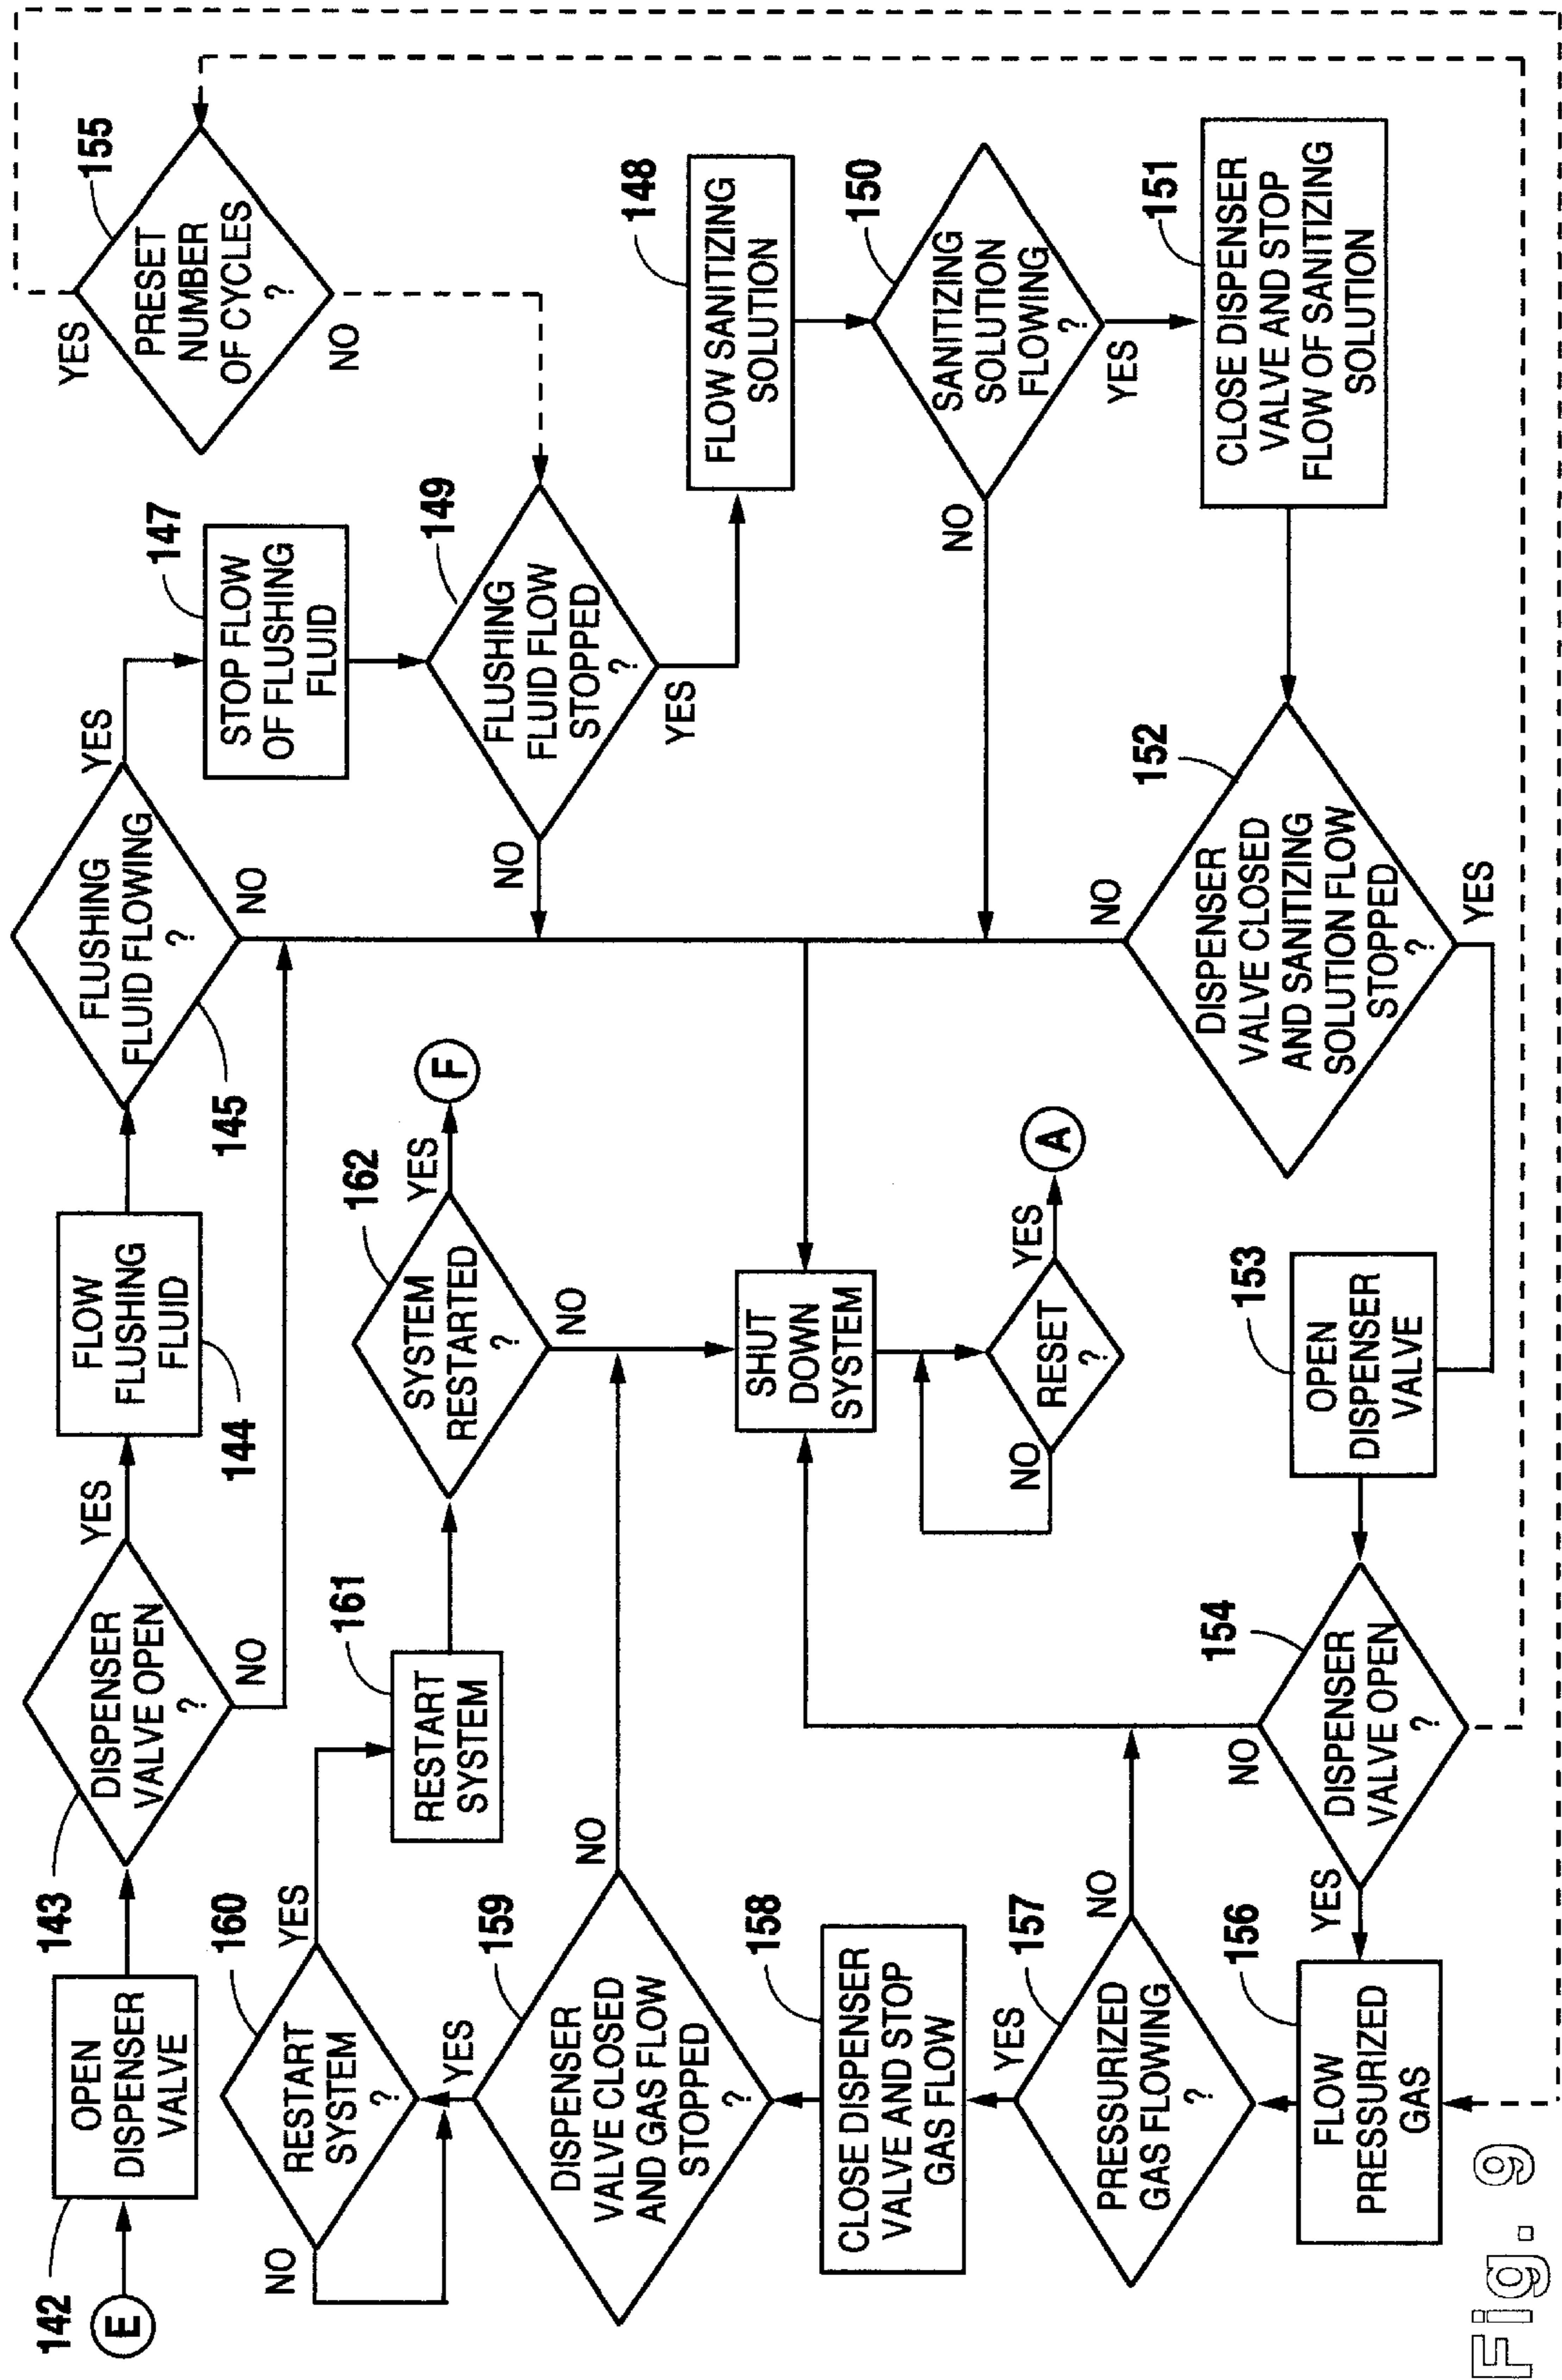 E
142
OPEN
DISPENSER
VALVE
143
DISPENSER
VALVE OPEN
?
YES
NO
144
FLOW
FLUSHING
FLUID
145
FLUSHING
FLUID FLOWING
?
YES
NO
147
STOP FLOW
OF FLUSHING
FLUID
149
FLUSHING
FLUID FLOW
STOPPED
?
NO
YES
155
PRESET
NUMBER
OF CYCLES
?
YES
NO
148
FLOW SANITIZING
SOLUTION
150
SANITIZING
SOLUTION
FLOWING
?
NO
YES
151
CLOSE DISPENSER
VALVE AND STOP
FLOW OF SANITIZING
SOLUTION
152
DISPENSER
VALVE CLOSED
AND SANITIZING
SOLUTION FLOW
STOPPED
?
NO
YES
153
OPEN
DISPENSER
VALVE
154
DISPENSER
VALVE OPEN
?
NO
YES
156
FLOW
PRESSURIZED
GAS
157
PRESSURIZED
GAS FLOWING
?
NO
YES
158
CLOSE DISPENSER
VALVE AND STOP
GAS FLOW
159
DISPENSER
VALVE CLOSED
AND GAS FLOW
STOPPED
?
NO
YES
160
RESTART
SYSTEM
?
NO
YES
161
RESTART
SYSTEM
162
SYSTEM
RESTARTED
?
YES
F
NO
SHUT
DOWN
SYSTEM
RESET
?
NO
YES
A
Fig. 9